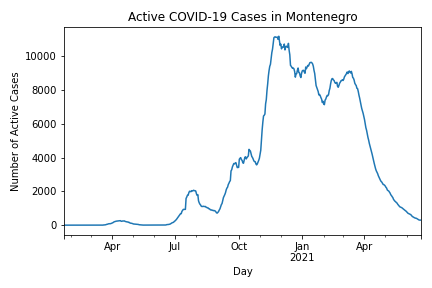 Active COVID-19 Cases in Montenegro
Number of Active Cases
10000
8000
6000
4000
2000
0
Apr
Jul
Oct
Jan
2021
Apr
Day